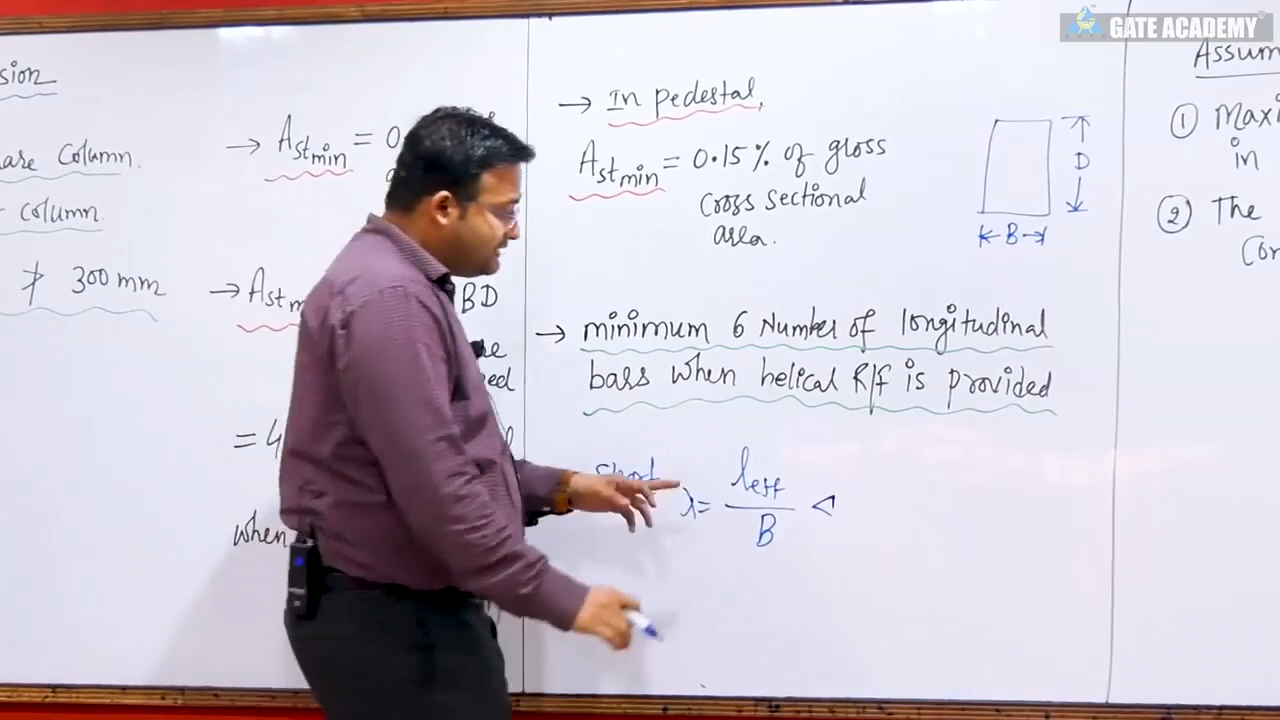 GATE ACADEMY
sion
are Column.
column.
≯ 300 mm
→ Ast min = 0.
→ Ast m
BD
= 4
when
→ In pedestal,
Ast min = 0.15% of gross
cross sectional
area.
D
B
→ minimum 6 Number of longitudinal
bars when helical R/f is provided
short
λ = leff / B <
Assum
① Maxi
in
② The
Con